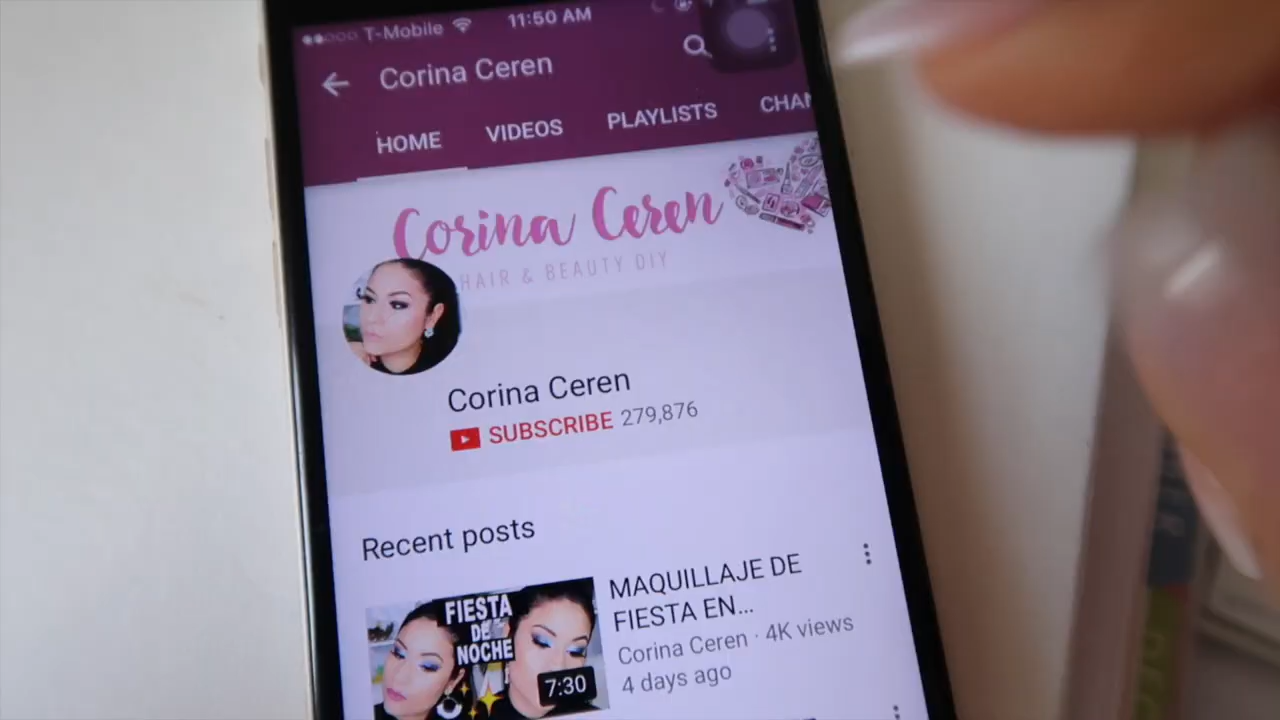 T-Mobile 11:50 AM
Corina Ceren
HOME VIDEOS PLAYLISTS CHAN
Corina Ceren
HAIR & BEAUTY DIY
Corina Ceren
SUBSCRIBE 279,876
Recent posts
FIESTA
DE
NOCHE
7:30
MAQUILLAJE DE
FIESTA EN...
Corina Ceren · 4K views
4 days ago